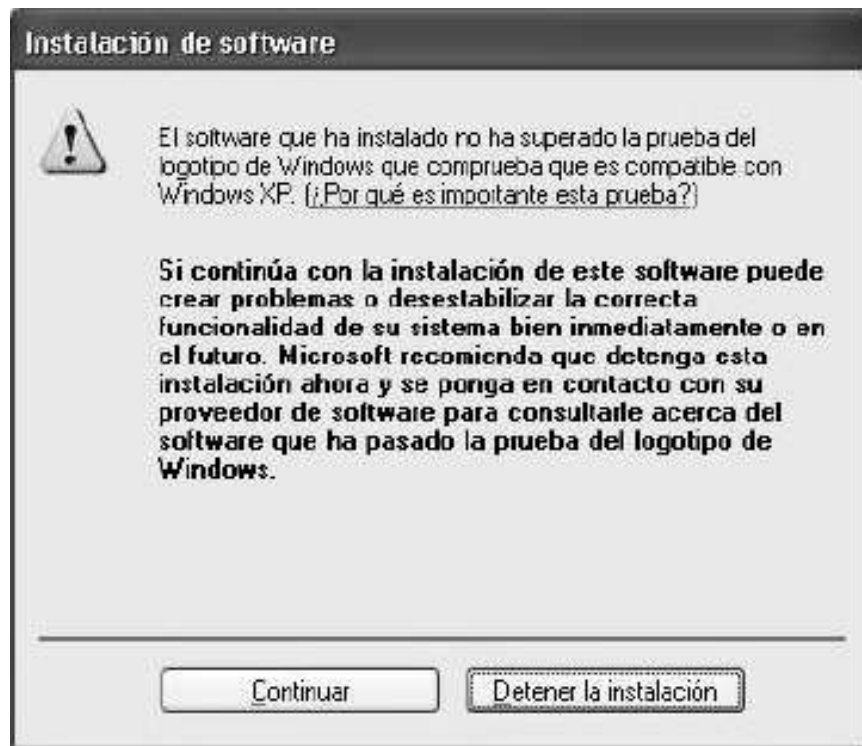 Instalación de software
El software que ha instalado no ha superado la prueba del
logotipo de Windows que comprueba que es compatible con
Windows XP. (¿Por qué es importante esta prueba?)
Si continúa con la instalación de este software puede
crear problemas o desestabilizar la correcta
funcionalidad de su sistema bien inmediatamente o en
el futuro. Microsoft recomienda que detenga esta
instalación ahora y se ponga en contacto con su
proveedor de software para consultarle acerca del
software que ha pasado la prueba del logotipo de
Windows.
Continuar
Detener la instalación